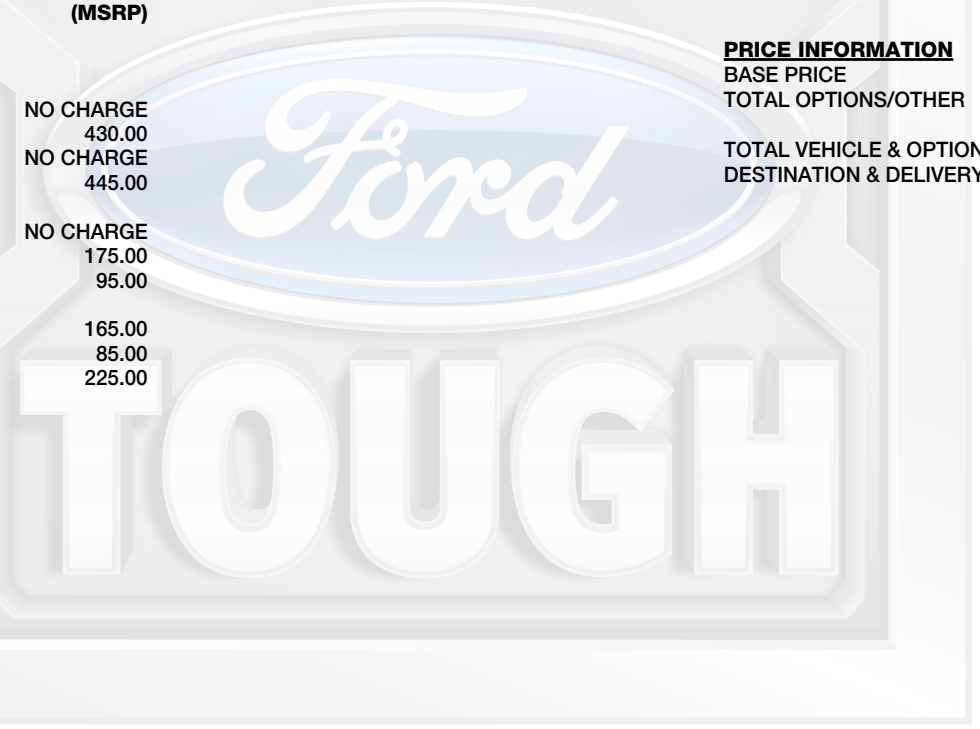 (MSRP)
NO CHARGE
430.00
NO CHARGE
445.00
NO CHARGE
175.00
95.00
165.00
85.00
225.00
PRICE INFORMATION
BASE PRICE
TOTAL OPTIONS/OTHER
TOTAL VEHICLE & OPTION
DESTINATION & DELIVERY
Ford
TOUGH